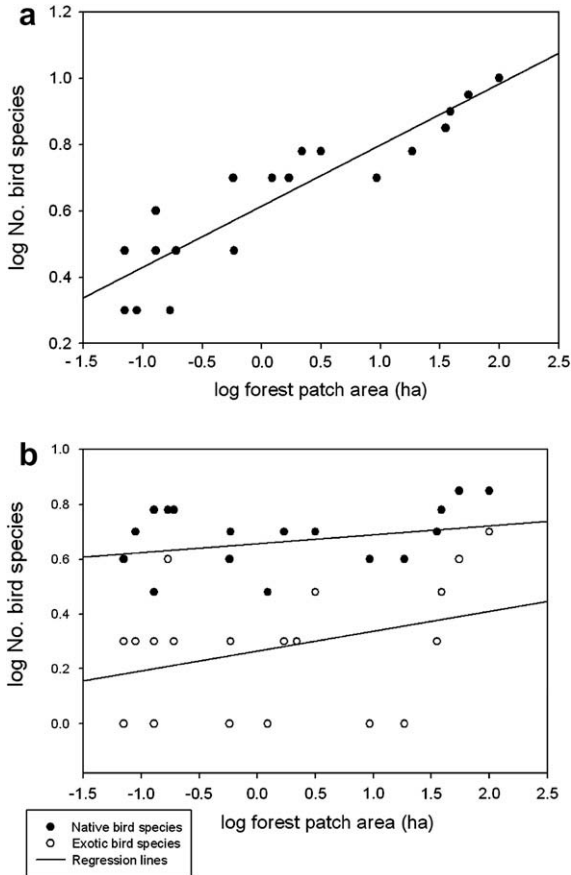 a
1.2
1.0
0.8
0.6
0.4
0.2
log No. bird species
-1.5 -1.0 -0.5 0.0 0.5 1.0 1.5 2.0 2.5
log forest patch area (ha)
b
1.0
0.8
0.6
0.4
0.2
0.0
log No. bird species
-1.5 -1.0 -0.5 0.0 0.5 1.0 1.5 2.0 2.5
log forest patch area (ha)
Native bird species
Exotic bird species
Regression lines